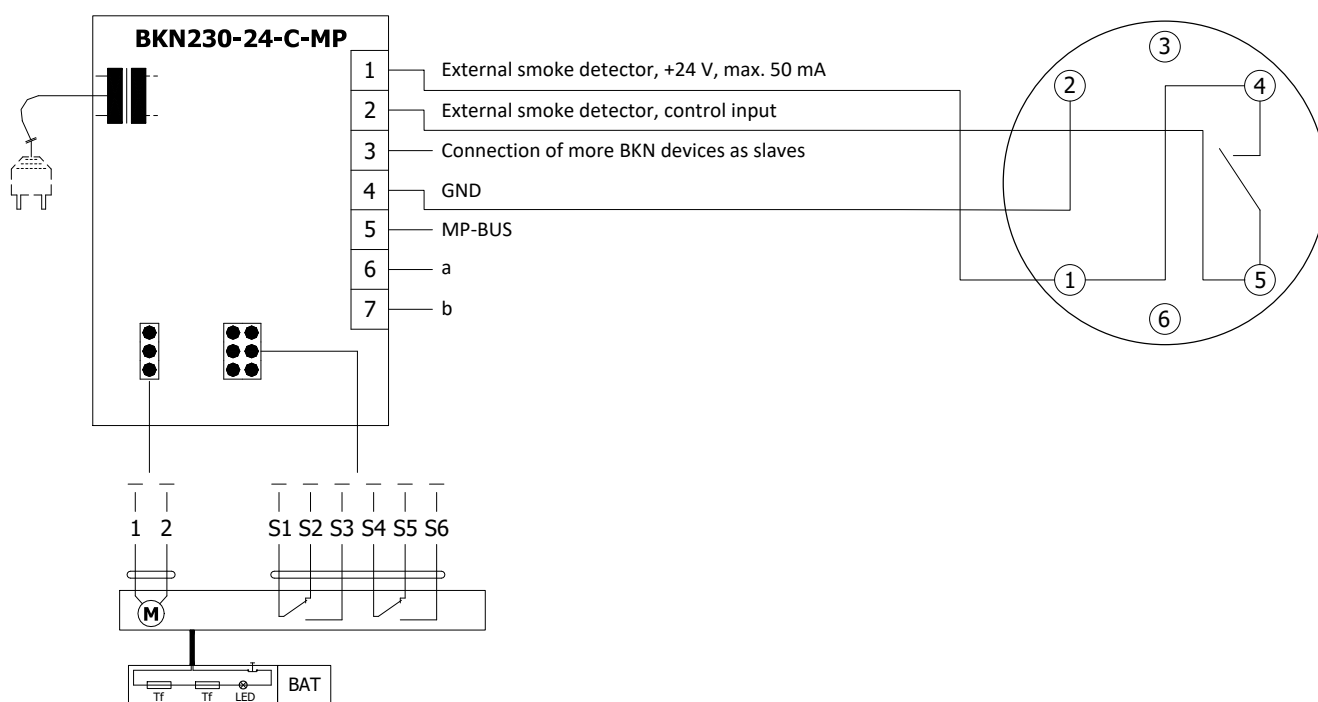 BKN230-24-C-MP
1 External smoke detector, +24 V, max. 50 mA
2 External smoke detector, control input
3 Connection of more BKN devices as slaves
4 GND
5 MP-BUS
6 a
7 b
3
2 4
1 5
6
1 2 S1 S2 S3 S4 S5 S6
M
Tf Tf LED BAT